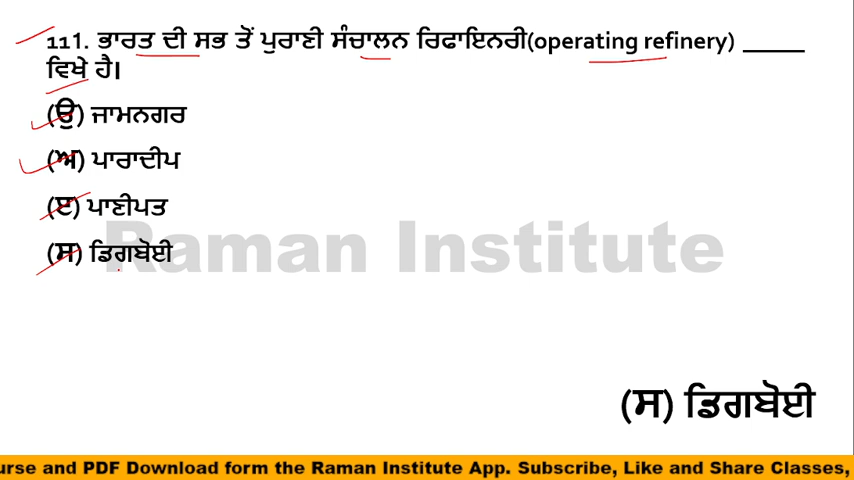 111. ਭਾਰਤ ਦੀ ਸਭ ਤੋਂ ਪੁਰਾਣੀ ਸੰਚਾਲਨ ਰਿਫਾਇਨਰੀ(operating refinery) _____
ਵਿਖੇ ਹੈ।
(ਉ) ਜਾਮਨਗਰ
(ਅ) ਪਾਰਾਦੀਪ
(ੲ) ਪਾਣੀਪਤ
(ਸ) ਡਿਗਬੋਈ
Raman Institute
(ਸ) ਡਿਗਬੋਈ
urse and PDF Download form the Raman Institute App. Subscribe, Like and Share Classes,